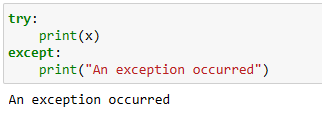 try:
    print(x)
except:
    print("An exception occurred")
An exception occurred